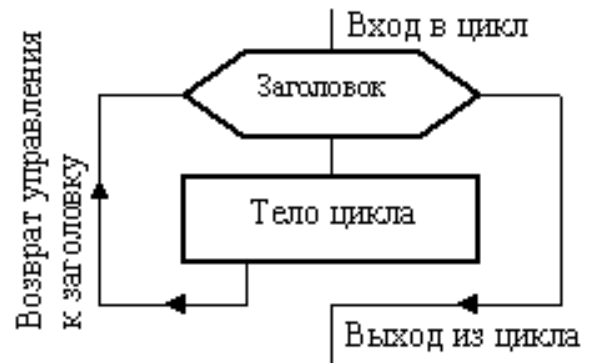 Вход в цикл
Заголовок
Возврат управления
к заголовку
Тело цикла
Выход из цикла